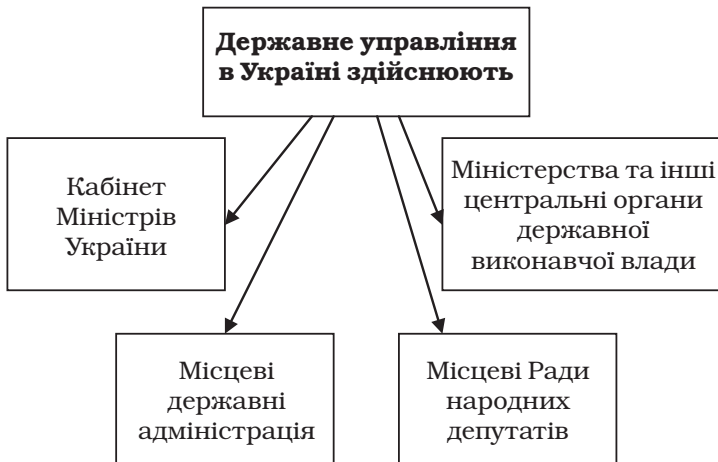 Державне управління
в Україні здійснюють
Кабінет
Міністрів
України
Міністерства та інші
центральні органи
державної
виконавчої влади
Місцеві
державні
адміністрація
Місцеві Ради
народних
депутатів